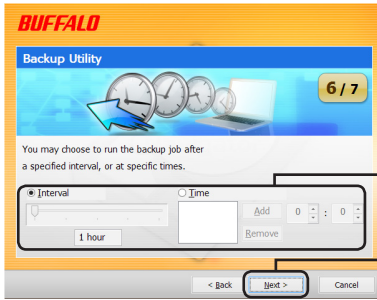 BUFFALO
Backup Utility
6 / 7
You may choose to run the backup job after
a specified interval, or at specific times.
Interval
Time
Add
0 : 0
1 hour
Remove
< Back
Next >
Cancel